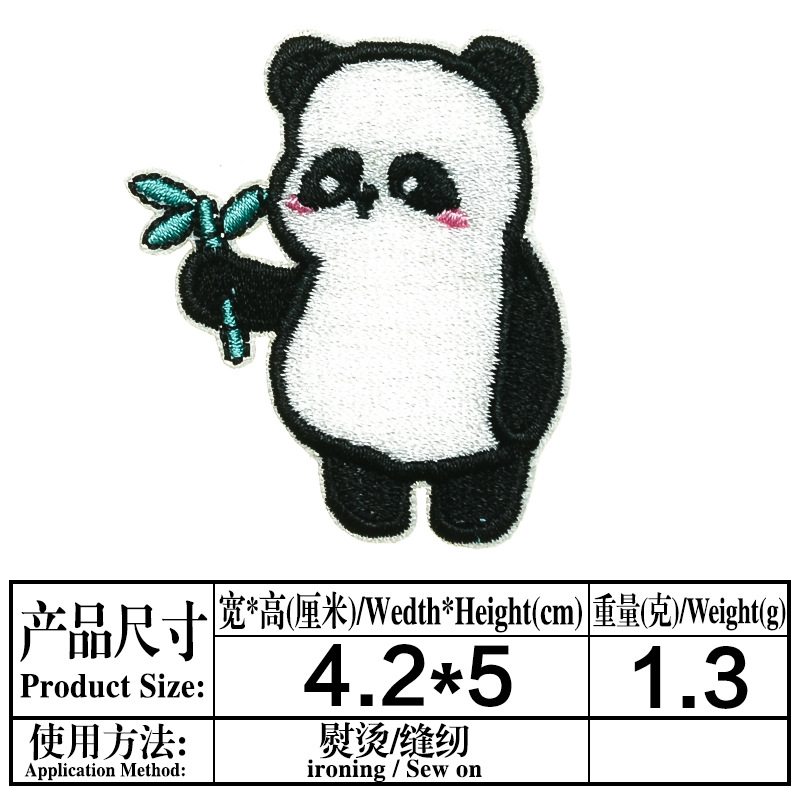 产品尺寸
Product Size:
宽*高(厘米)/Wedth*Height(cm)
重量(克)/Weight(g)
4.2*5
1.3
使用方法:
Application Method:
熨烫/缝纫
ironing / Sew on